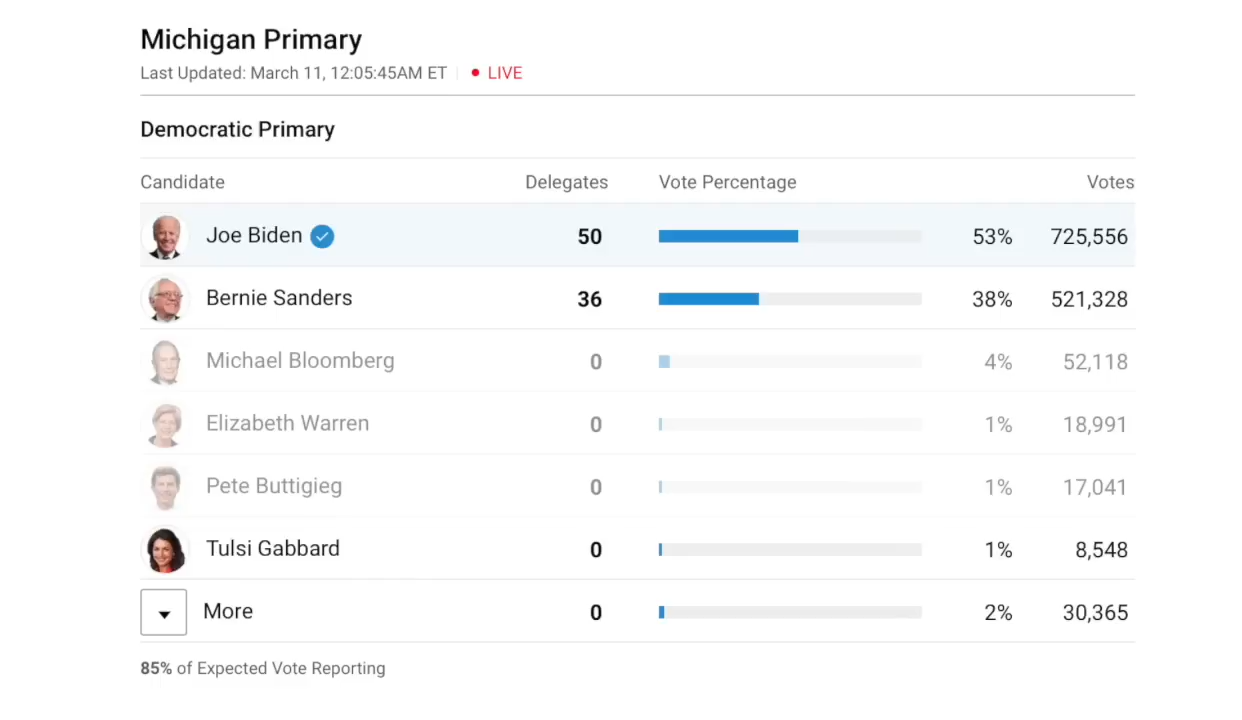 Michigan Primary
Last Updated: March 11, 12:05:45AM ET LIVE
Democratic Primary
Candidate Delegates Vote Percentage Votes
Joe Biden 50 53% 725,556
Bernie Sanders 36 38% 521,328
Michael Bloomberg 0 4% 52,118
Elizabeth Warren 0 1% 18,991
Pete Buttigieg 0 1% 17,041
Tulsi Gabbard 0 1% 8,548
More 0 2% 30,365
85% of Expected Vote Reporting